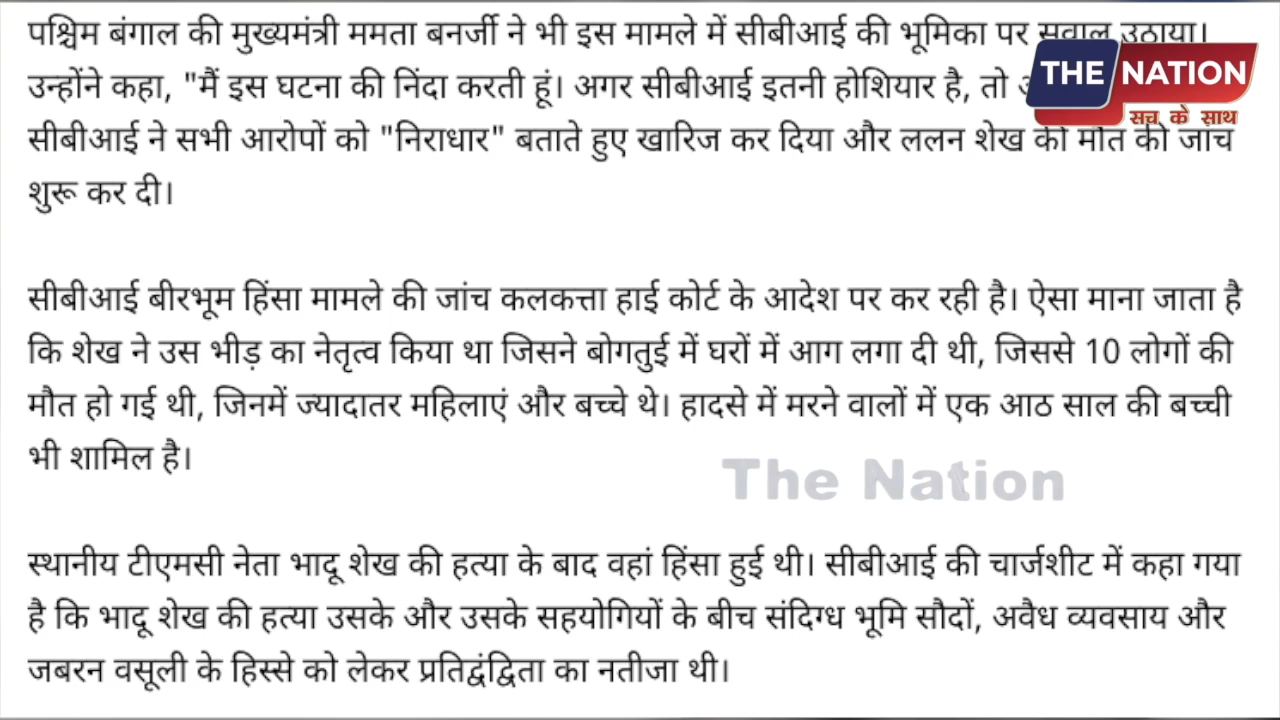 पश्चिम बंगाल की मुख्यमंत्री ममता बनर्जी ने भी इस मामले में सीबीआई की भूमिका पर सवाल उठाया।
उन्होंने कहा, "मैं इस घटना की निंदा करती हूं। अगर सीबीआई इतनी होशियार है, तो
THE NATION
सच के साथ
सीबीआई ने सभी आरोपों को "निराधार" बताते हुए खारिज कर दिया और ललन शेख की मौत की जांच
शुरू कर दी।
सीबीआई बीरभूम हिंसा मामले की जांच कलकत्ता हाई कोर्ट के आदेश पर कर रही है। ऐसा माना जाता है
कि शेख ने उस भीड़ का नेतृत्व किया था जिसने बोगतुई में घरों में आग लगा दी थी, जिससे 10 लोगों की
मौत हो गई थी, जिनमें ज्यादातर महिलाएं और बच्चे थे। हादसे में मरने वालों में एक आठ साल की बच्ची
भी शामिल है।
The Nation
स्थानीय टीएमसी नेता भादू शेख की हत्या के बाद वहां हिंसा हुई थी। सीबीआई की चार्जशीट में कहा गया
है कि भादू शेख की हत्या उसके और उसके सहयोगियों के बीच संदिग्ध भूमि सौदों, अवैध व्यवसाय और
जबरन वसूली के हिस्से को लेकर प्रतिद्वंद्विता का नतीजा थी।